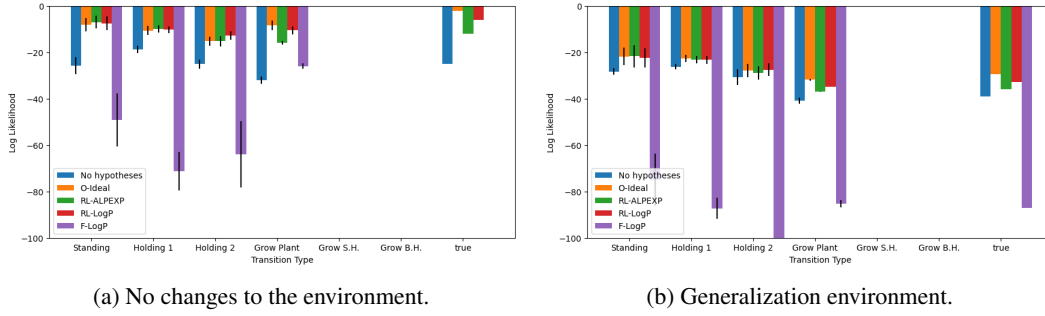 0
−20
−40
−60
−80
−100
Log Likelihood
No hypotheses
O-Ideal
RL-ALPEXP
RL-LogP
F-LogP
Standing Holding 1 Holding 2 Grow Plant Grow S.H. Grow B.H. true
Transition Type
(a) No changes to the environment.
0
−20
−40
−60
−80
−100
Log Likelihood
No hypotheses
O-Ideal
RL-ALPEXP
RL-LogP
F-LogP
Standing Holding 1 Holding 2 Grow Plant Grow S.H. Grow B.H. true
Transition Type
(b) Generalization environment.